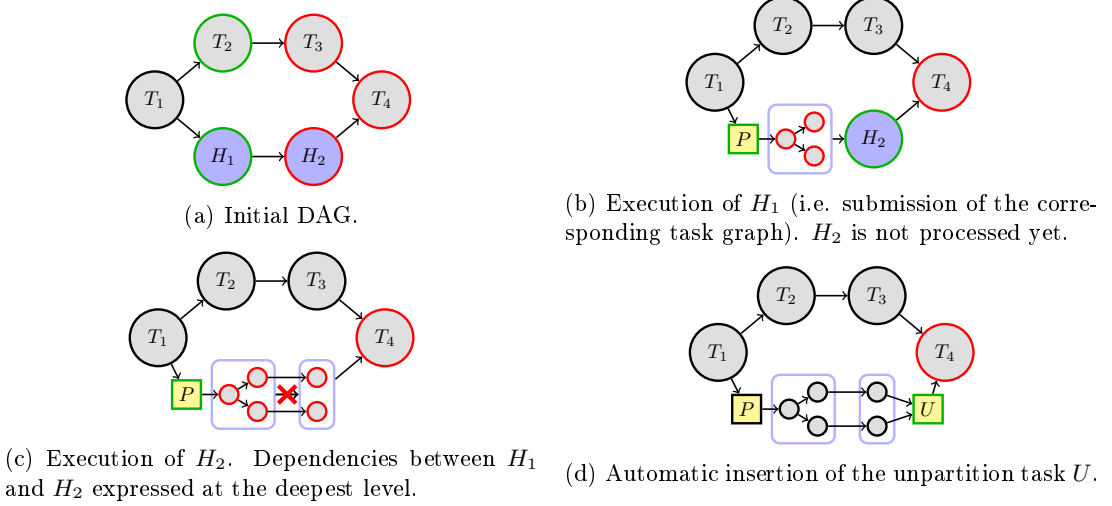 T₂
T₃
T₁
T₄
H₁
H₂
(a) Initial DAG.
T₂
T₃
T₁
T₄
P
H₂
(b) Execution of H₁ (i.e. submission of the corre-
sponding task graph). H₂ is not processed yet.
T₂
T₃
T₁
T₄
P
(c) Execution of H₂. Dependencies between H₁
and H₂ expressed at the deepest level.
T₂
T₃
T₁
T₄
P
U
(d) Automatic insertion of the unpartition task U.